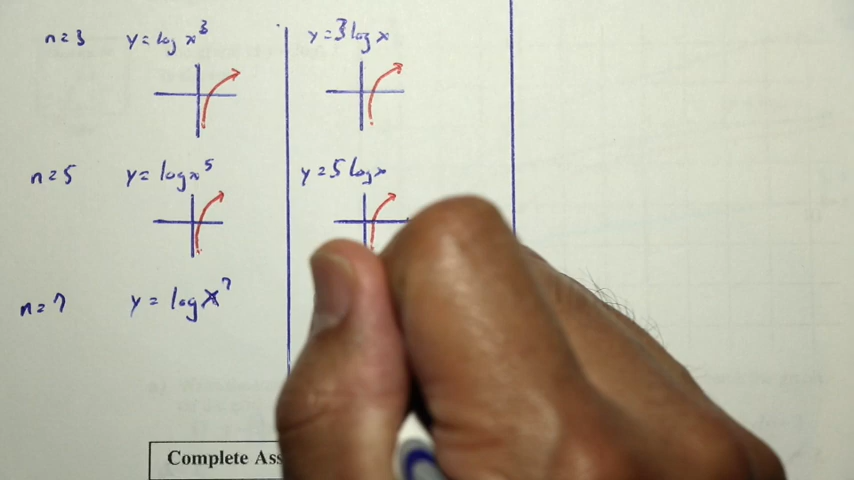 n=3 y = log x³ y = 3 log x
n=5 y = log x⁵ y = 5 log x
n=7 y = log x⁷
Complete Ass